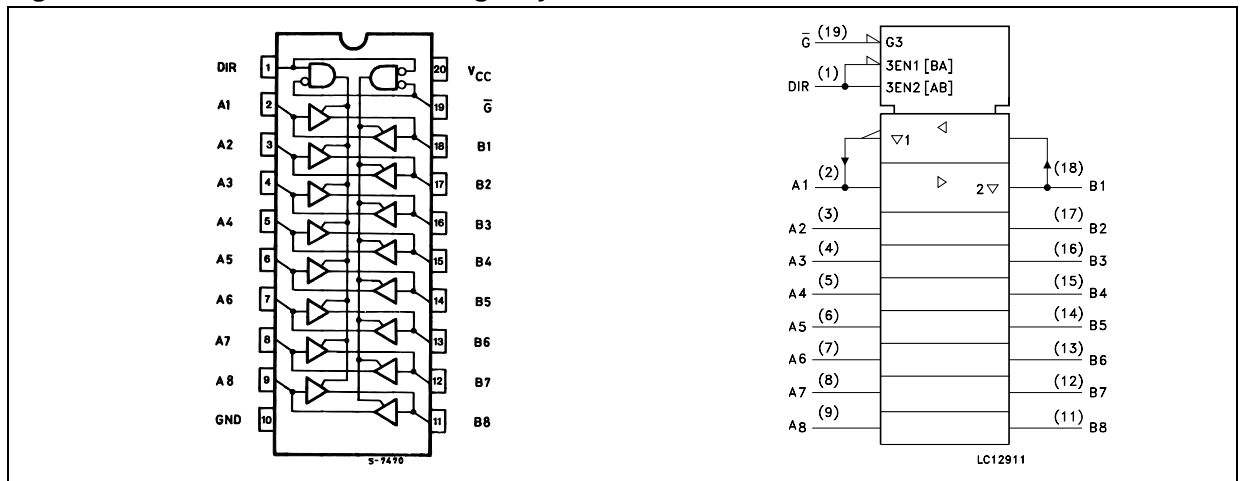 DIR 1 20 VCC
A1 2 19 G̅
A2 3 18 B1
A3 4 17 B2
A4 5 16 B3
A5 6 15 B4
A6 7 14 B5
A7 8 13 B6
A8 9 12 B7
GND 10 11 B8
S-7470
G̅ (19) G3
3EN1 [BA]
DIR (1) 3EN2 [AB]
▽1 ◁
A1 (2) ▷ 2▽ (18) B1
A2 (3) (17) B2
A3 (4) (16) B3
A4 (5) (15) B4
A5 (6) (14) B5
A6 (7) (13) B6
A7 (8) (12) B7
A8 (9) (11) B8
LC12911